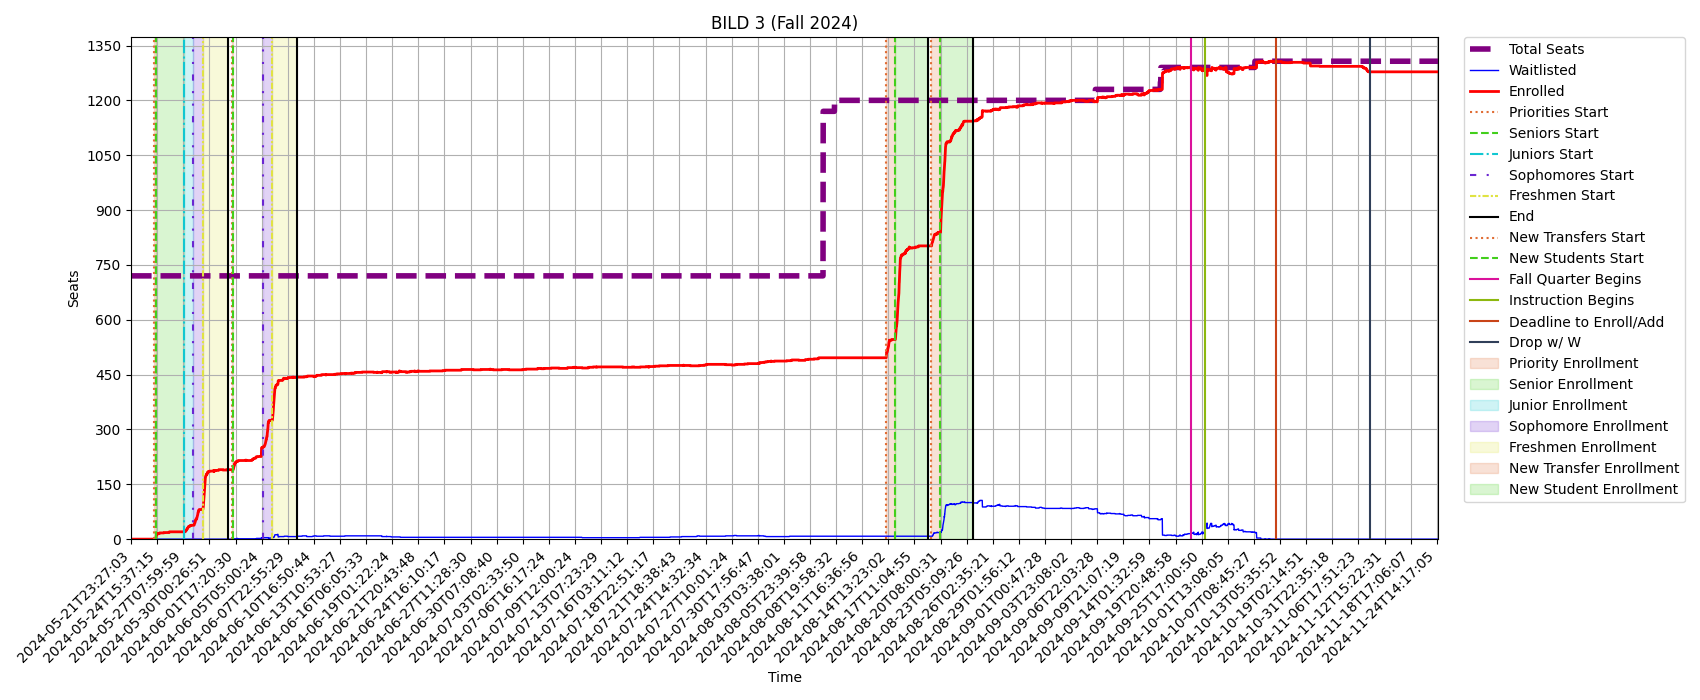 BILD 3 (Fall 2024)
Seats
1350
1200
1050
900
750
600
450
300
150
0
2024-05-21T23:27:03
2024-05-24T15:37:15
2024-05-27T07:59:59
2024-05-30T00:26:51
2024-06-01T17:20:30
2024-06-05T05:00:24
2024-06-07T22:55:29
2024-06-10T16:50:44
2024-06-13T10:53:27
2024-06-16T06:05:33
2024-06-19T01:22:24
2024-06-21T20:43:48
2024-06-24T16:10:17
2024-06-27T11:28:30
2024-06-30T07:08:40
2024-07-03T02:33:50
2024-07-06T16:17:24
2024-07-09T12:00:24
2024-07-13T07:23:29
2024-07-16T03:11:12
2024-07-18T22:51:17
2024-07-21T18:38:43
2024-07-24T14:32:34
2024-07-27T10:01:24
2024-07-30T17:56:47
2024-08-03T03:38:01
2024-08-05T23:39:58
2024-08-08T19:58:32
2024-08-11T16:36:56
2024-08-14T13:23:02
2024-08-17T11:04:55
2024-08-20T08:00:31
2024-08-23T05:09:26
2024-08-26T02:35:21
2024-08-29T01:56:12
2024-09-01T00:47:28
2024-09-03T23:08:02
2024-09-06T22:03:28
2024-09-09T21:07:19
2024-09-14T01:32:59
2024-09-19T20:48:58
2024-09-25T17:00:50
2024-10-01T13:08:05
2024-10-07T08:45:27
2024-10-13T05:35:52
2024-10-19T02:14:51
2024-10-31T22:35:18
2024-11-06T17:51:23
2024-11-12T15:22:31
2024-11-18T17:06:07
2024-11-24T14:17:05
Time
Total Seats
Waitlisted
Enrolled
Priorities Start
Seniors Start
Juniors Start
Sophomores Start
Freshmen Start
End
New Transfers Start
New Students Start
Fall Quarter Begins
Instruction Begins
Deadline to Enroll/Add
Drop w/ W
Priority Enrollment
Senior Enrollment
Junior Enrollment
Sophomore Enrollment
Freshmen Enrollment
New Transfer Enrollment
New Student Enrollment